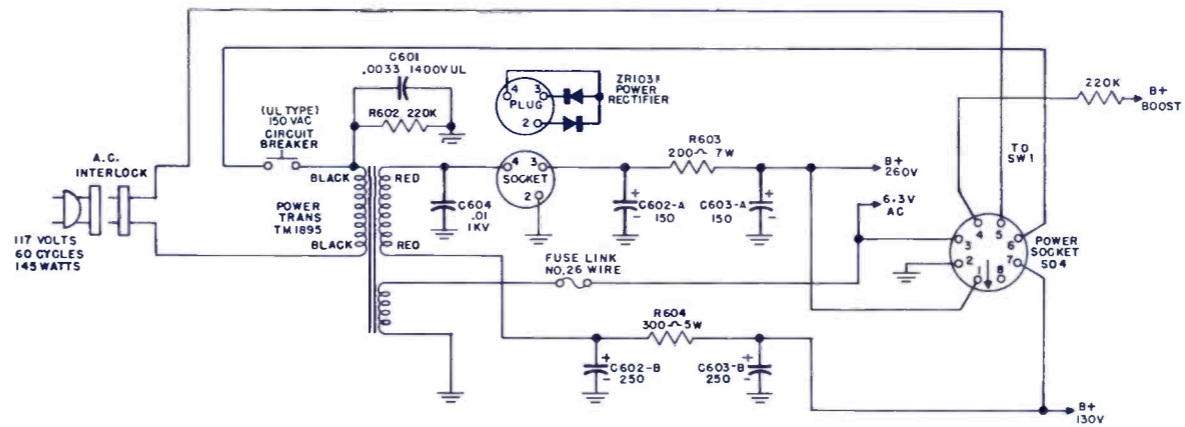 C601
.0033 1400VUL
R602 220K
(UL TYPE)
150 VAC
CIRCUIT
BREAKER
A.C.
INTERLOCK
117 VOLTS
60 CYCLES
145 WATTS
BLACK
POWER
TRANS
TM1895
BLACK
RED
RED
C604
.01
1KV
4 3
PLUG
2
POWER
RECTIFIER
4 3
SOCKET
2
R603
200~ 7W
+
C602-A
150
-
+
C603-A
150
-
B+
260V
6.3V
AC
FUSE LINK
NO. 26 WIRE
R604
300~5W
+
C602-B
250
-
+
C603-B
250
-
220K
B+
BOOST
TO
SW1
4 5
3 6
2 7
1 8
POWER
SOCKET
SO4
B+
130V